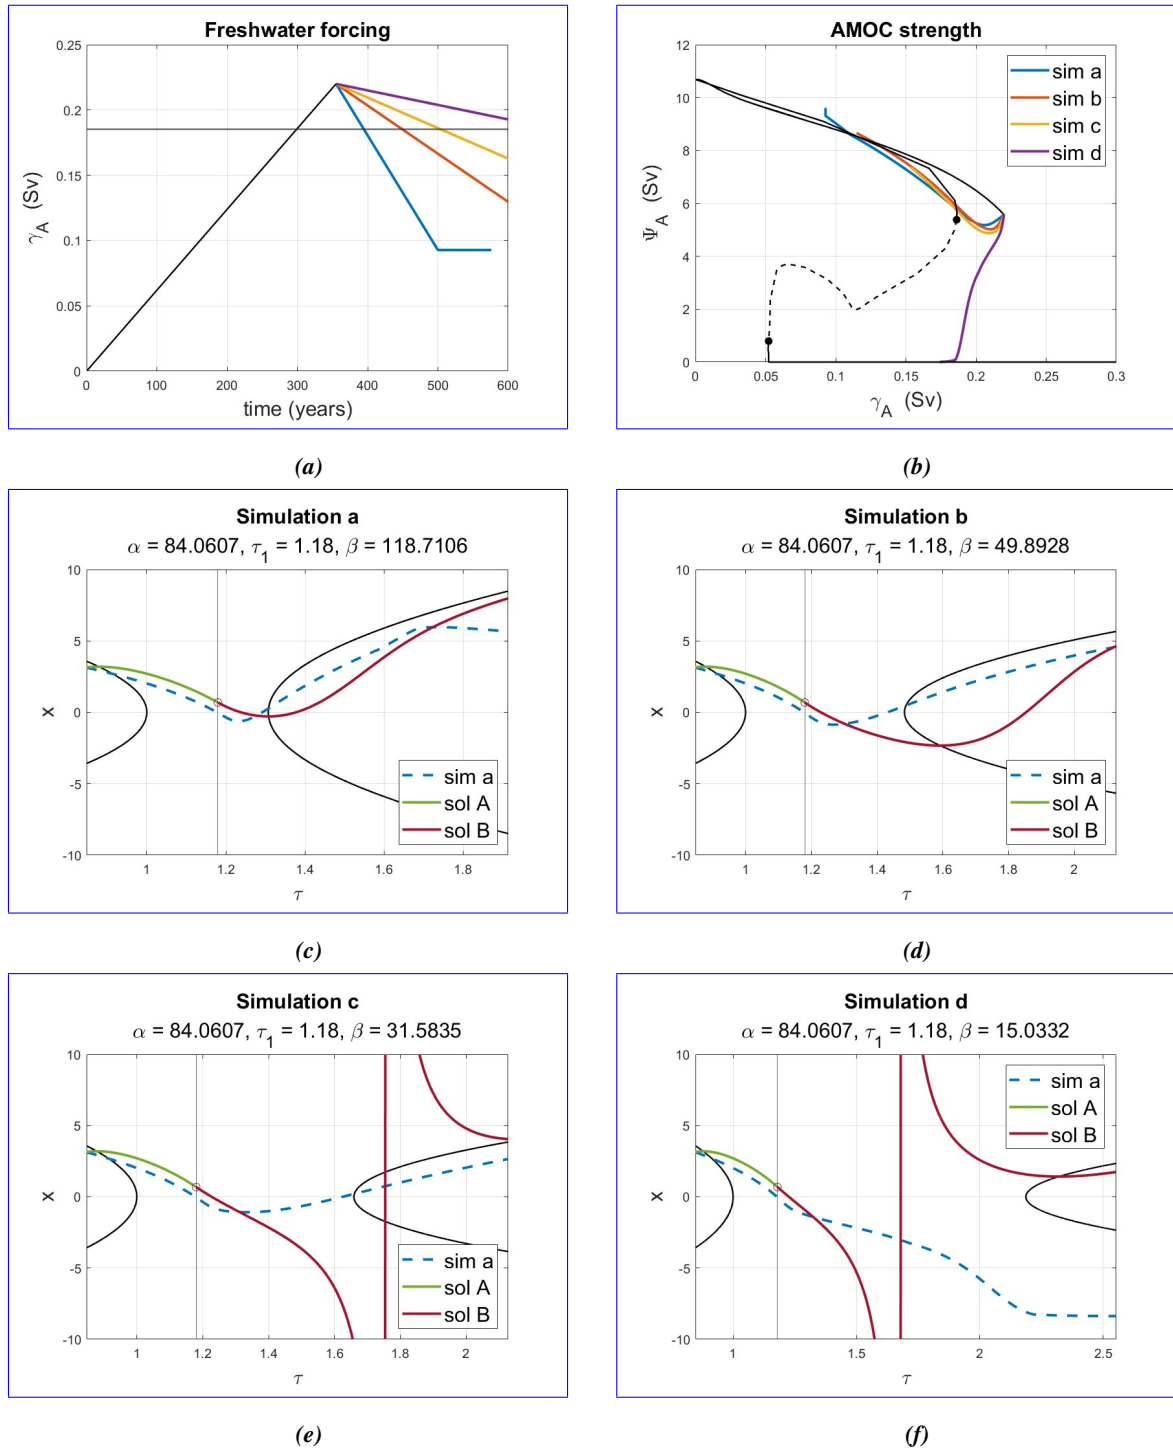 Freshwater forcing
0.25
0.2
0.15
0.1
0.05
0
γA (Sv)
0 100 200 300 400 500 600
time (years)
(a)
AMOC strength
12
10
8
6
4
2
0
ΨA (Sv)
sim a
sim b
sim c
sim d
0 0.05 0.1 0.15 0.2 0.25 0.3
γA (Sv)
(b)
Simulation a
α = 84.0607, τ1 = 1.18, β = 118.7106
10
5
0
-5
-10
x
sim a
sol A
sol B
1 1.2 1.4 1.6 1.8
τ
(c)
Simulation b
α = 84.0607, τ1 = 1.18, β = 49.8928
10
5
0
-5
-10
x
sim a
sol A
sol B
1 1.2 1.4 1.6 1.8 2
τ
(d)
Simulation c
α = 84.0607, τ1 = 1.18, β = 31.5835
10
5
0
-5
-10
x
sim a
sol A
sol B
1 1.2 1.4 1.6 1.8 2
τ
(e)
Simulation d
α = 84.0607, τ1 = 1.18, β = 15.0332
10
5
0
-5
-10
x
sim a
sol A
sol B
1 1.5 2 2.5
τ
(f)